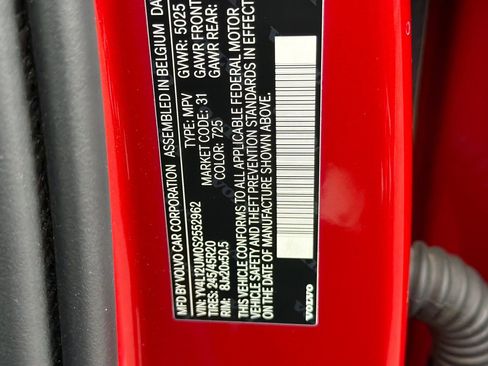 MFD BY VOLVO CAR CORPORATION ASSEMBLED IN BELGIUM DA
VIN: YV4L12UM0S2552962 TYPE: MPV GVWR: 5025
TIRES: 245/45R20 MARKET CODE: 31 GAWR FRONT
RIM: 8Jx20x50.5 COLOR: 725 GAWR REAR:
THIS VEHICLE CONFORMS TO ALL APPLICABLE FEDERAL MOTOR
VEHICLE SAFETY AND THEFT PREVENTION STANDARDS IN EFFECT
ON THE DATE OF MANUFACTURE SHOWN ABOVE.
VOLVO